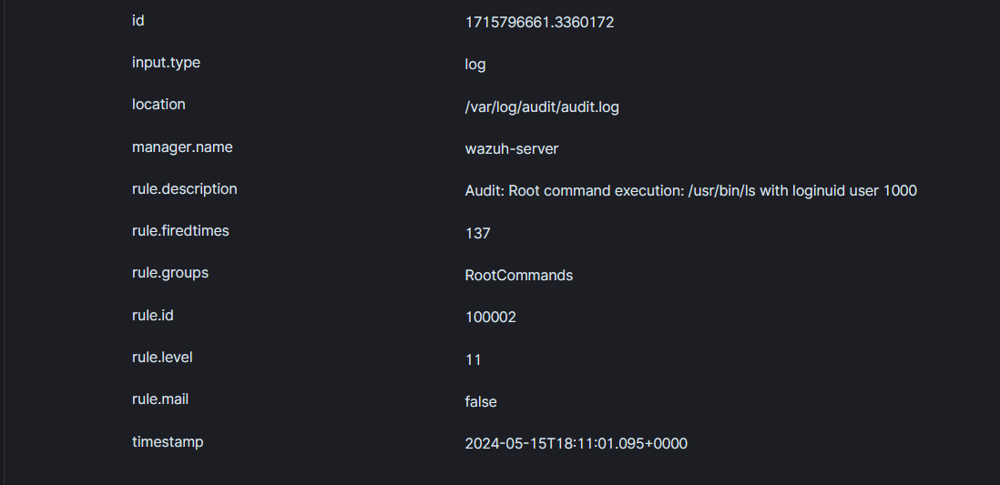 id 1715796661.3360172
input.type log
location /var/log/audit/audit.log
manager.name wazuh-server
rule.description Audit: Root command execution: /usr/bin/ls with loginuid user 1000
rule.firedtimes 137
rule.groups RootCommands
rule.id 100002
rule.level 11
rule.mail false
timestamp 2024-05-15T18:11:01.095+0000